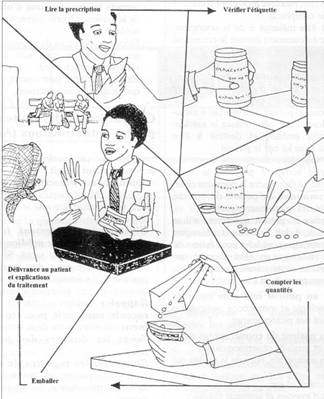 Lire la prescription
Vérifier l'étiquette
Compter les
quantités
Emballer
Délivrance au patient
et explications
du traitement